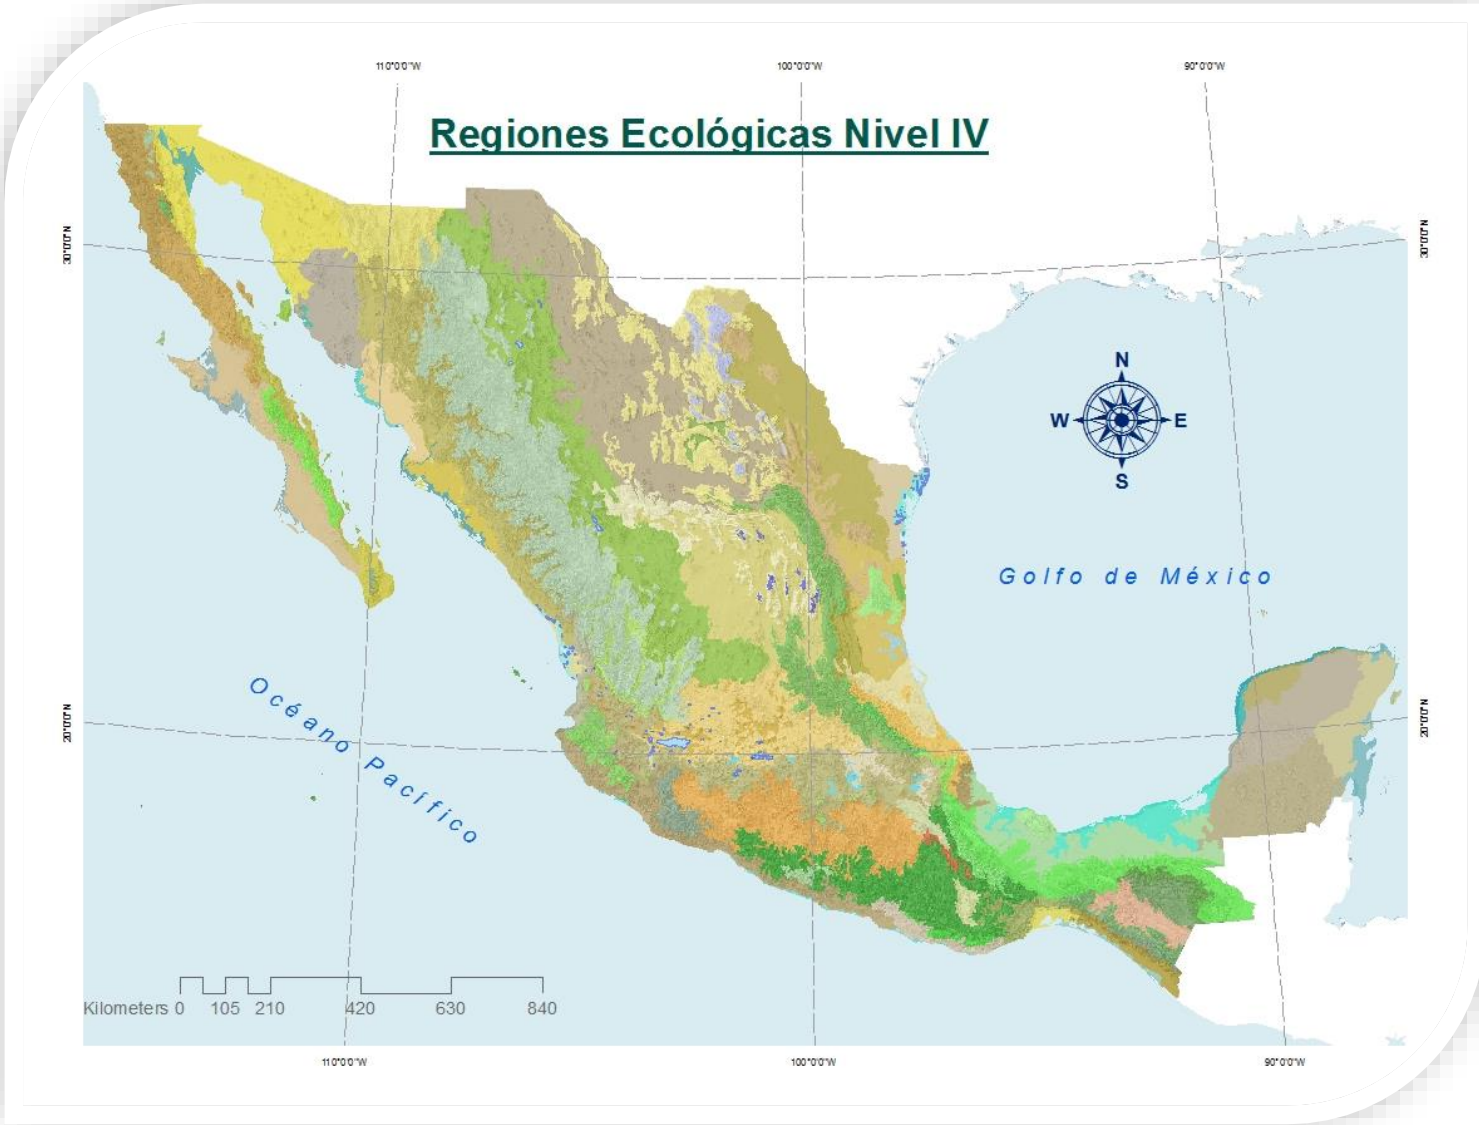 110°0'0"W 100°0'0"W 90°0'0"W
Regiones Ecológicas Nivel IV
30°0'0"N 30°0'0"N
N
W E
S
Golfo de México
Océano Pacífico
20°0'0"N 20°0'0"N
Kilometers 0 105 210 420 630 840
110°0'0"W 100°0'0"W 90°0'0"W